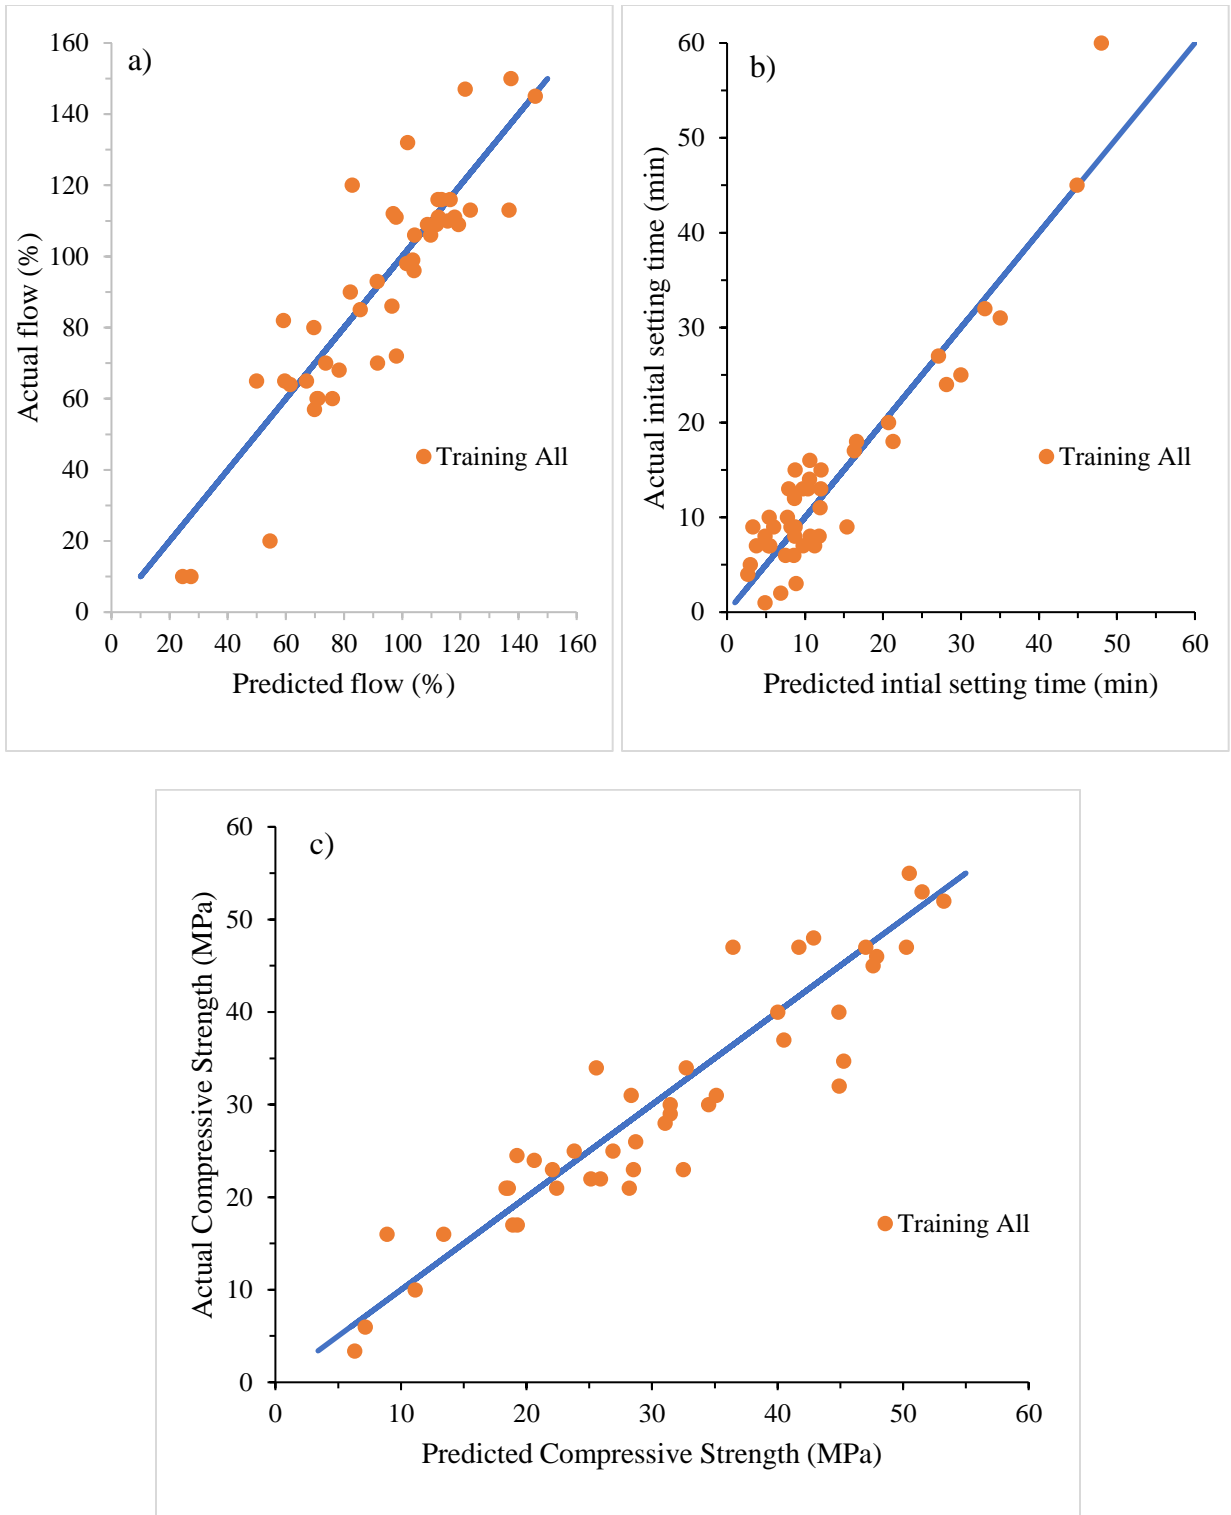 a)
160
140
120
100
80
60
40
20
0
Actual flow (%)
0 20 40 60 80 100 120 140 160
Predicted flow (%)
Training All
b)
60
50
40
30
20
10
0
Actual inital setting time (min)
0 10 20 30 40 50 60
Predicted intial setting time (min)
Training All
c)
60
50
40
30
20
10
0
Actual Compressive Strength (MPa)
0 10 20 30 40 50 60
Predicted Compressive Strength (MPa)
Training All